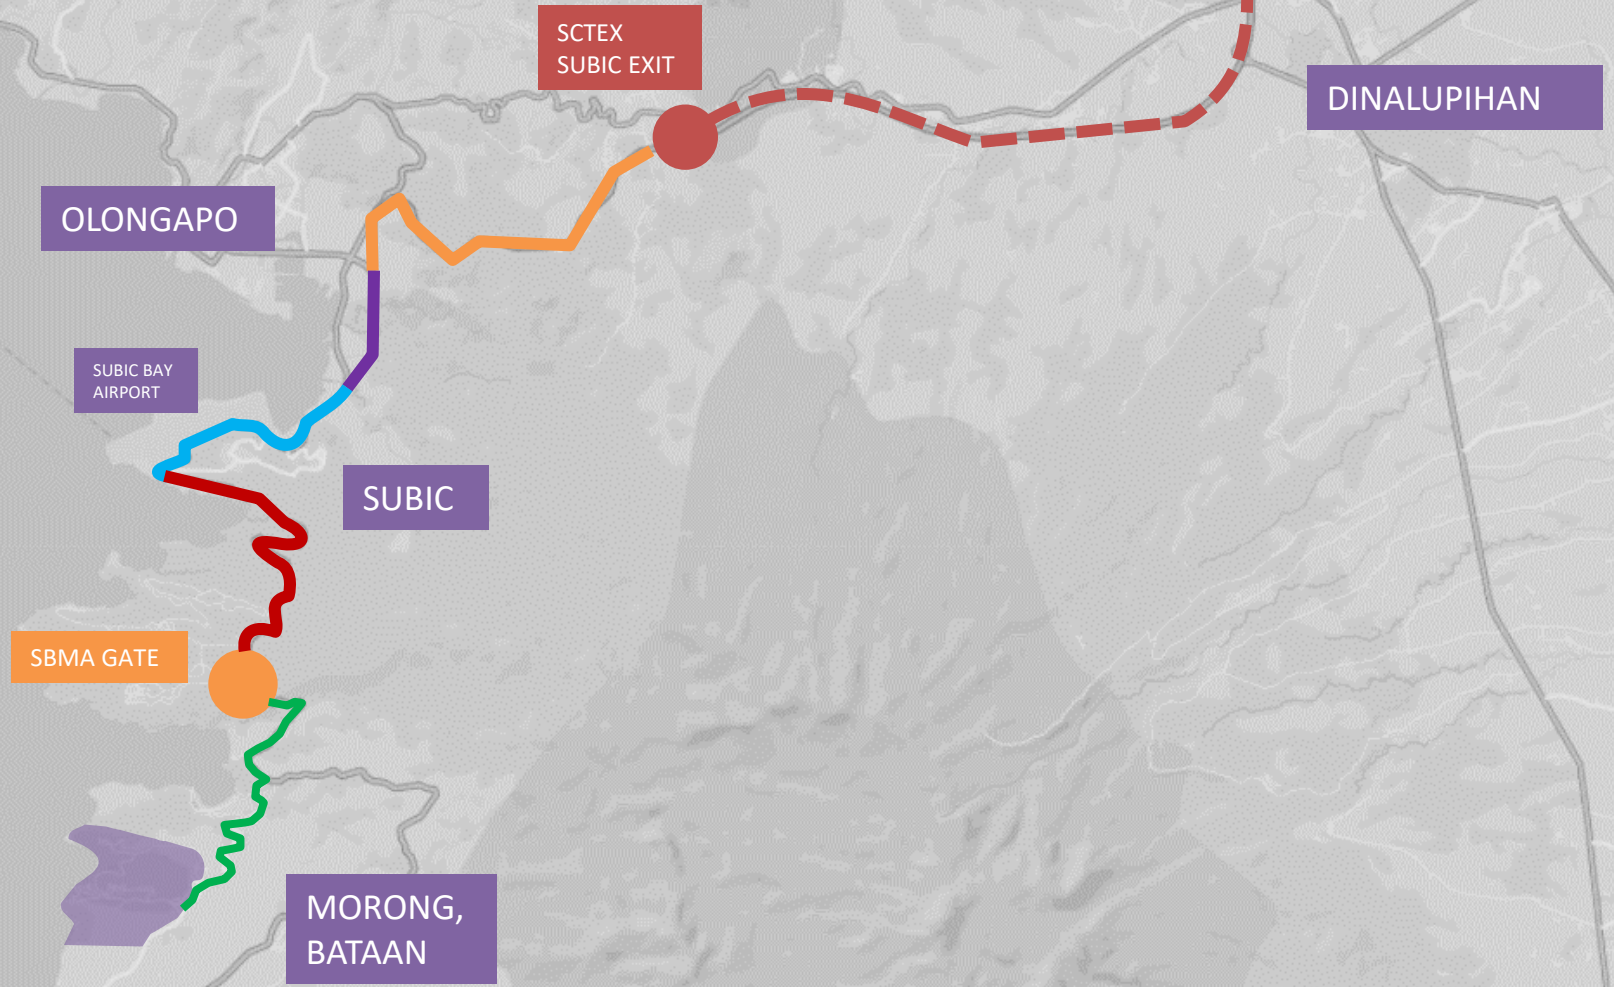 SCTEX
SUBIC EXIT
DINALUPIHAN
OLONGAPO
SUBIC BAY
AIRPORT
SUBIC
SBMA GATE
MORONG,
BATAAN